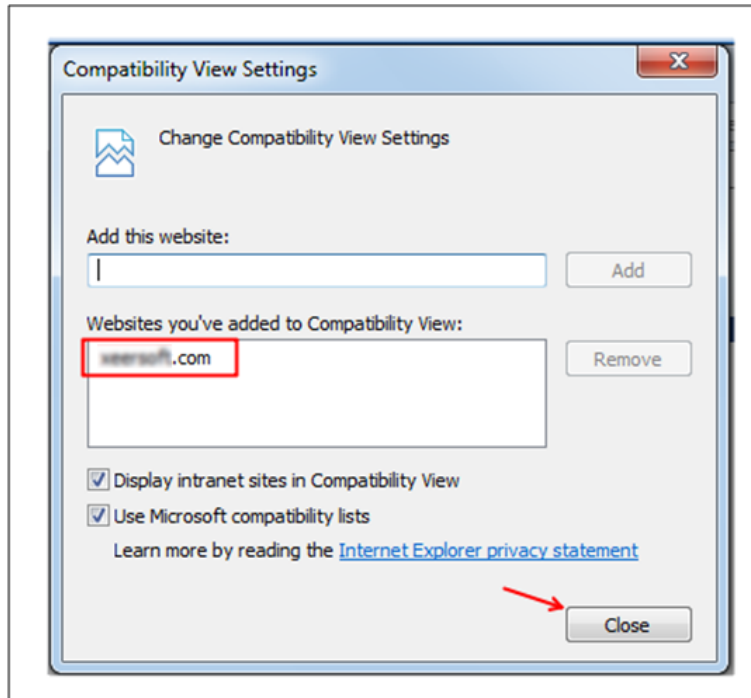 Compatibility View Settings
Change Compatibility View Settings
Add this website:
Add
Websites you've added to Compatibility View:
.com
Remove
Display intranet sites in Compatibility View
Use Microsoft compatibility lists
Learn more by reading the Internet Explorer privacy statement
Close